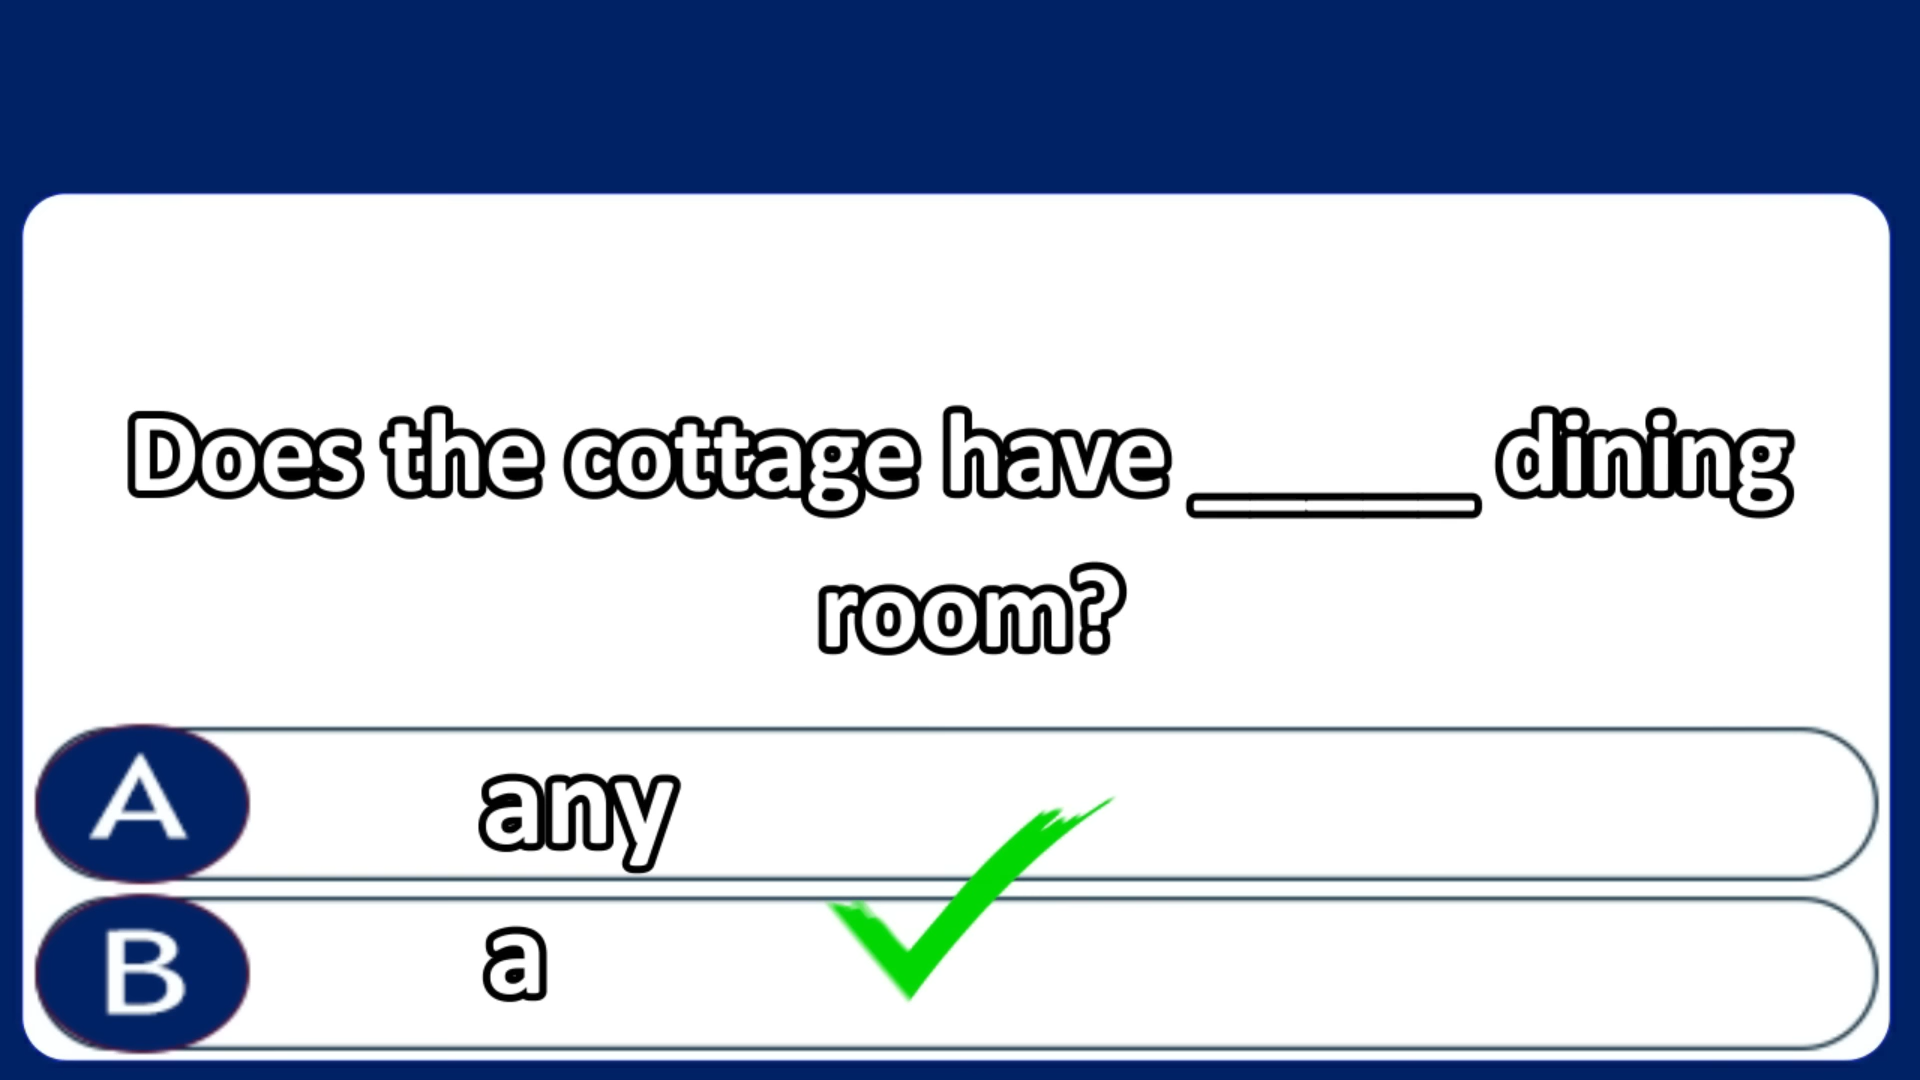 Does the cottage have ______ dining
room?
A any
B a